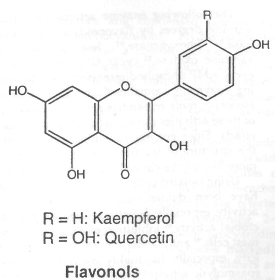 R
OH
HO
O
OH
OH
O
R = H: Kaempferol
R = OH: Quercetin
Flavonols